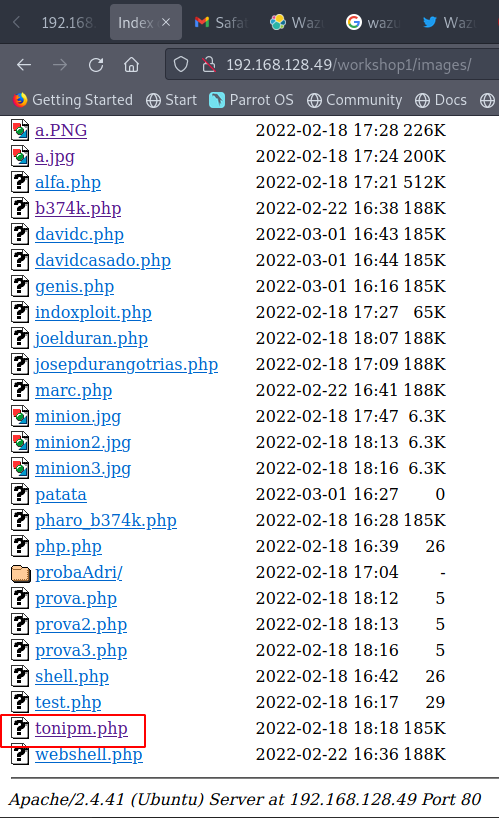 192.168.
Index
Safa
Waz
wazu
Waz
192.168.128.49/workshop1/images/
Getting Started
Start
Parrot OS
Community
Docs
a.PNG 2022-02-18 17:28 226K
a.jpg 2022-02-18 17:24 200K
alfa.php 2022-02-18 17:21 512K
b374k.php 2022-02-22 16:38 188K
davidc.php 2022-03-01 16:43 185K
davidcasado.php 2022-03-01 16:44 185K
genis.php 2022-03-01 16:16 185K
indoxploit.php 2022-02-18 17:27 65K
joelduran.php 2022-02-18 18:07 188K
josepdurangotrias.php 2022-02-18 17:09 188K
marc.php 2022-02-22 16:41 188K
minion.jpg 2022-02-18 17:47 6.3K
minion2.jpg 2022-02-18 18:13 6.3K
minion3.jpg 2022-02-18 18:16 6.3K
patata 2022-03-01 16:27 0
pharo_b374k.php 2022-02-18 16:28 185K
php.php 2022-02-18 16:39 26
probaAdri/ 2022-02-18 17:04 -
prova.php 2022-02-18 18:12 5
prova2.php 2022-02-18 18:13 5
prova3.php 2022-02-18 18:16 5
shell.php 2022-02-18 16:42 26
test.php 2022-02-18 16:17 29
tonipm.php 2022-02-18 18:18 185K
webshell.php 2022-02-22 16:36 188K
Apache/2.4.41 (Ubuntu) Server at 192.168.128.49 Port 80